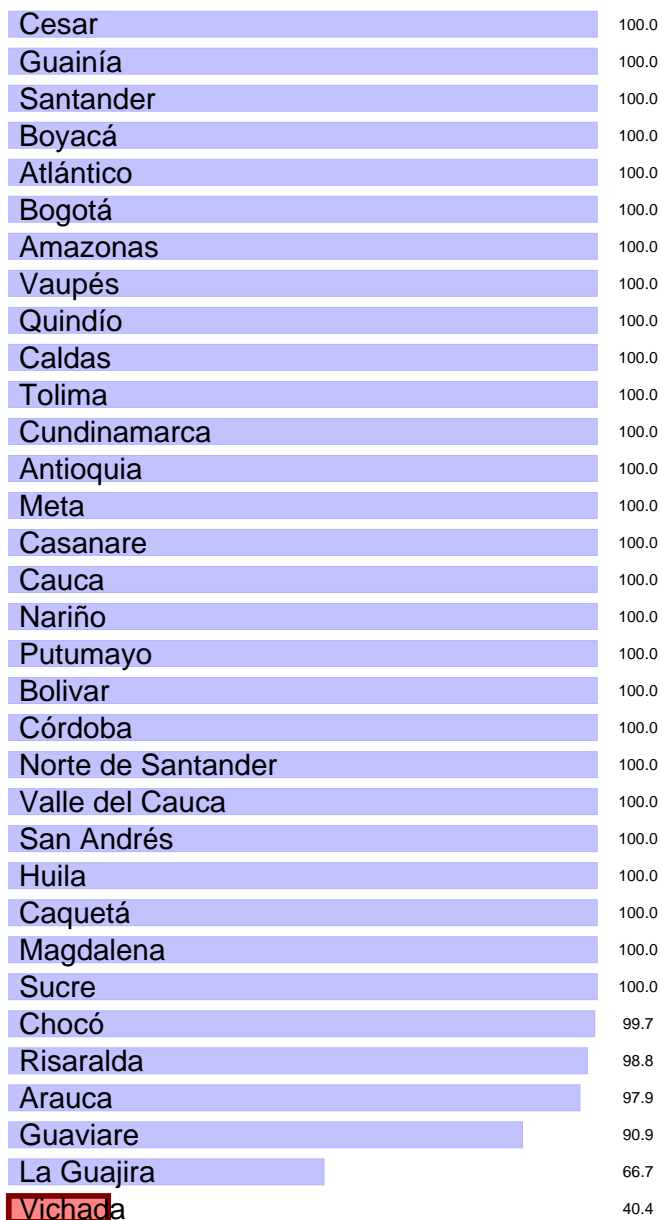 Cesar 100.0
Guainía 100.0
Santander 100.0
Boyacá 100.0
Atlántico 100.0
Bogotá 100.0
Amazonas 100.0
Vaupés 100.0
Quindío 100.0
Caldas 100.0
Tolima 100.0
Cundinamarca 100.0
Antioquia 100.0
Meta 100.0
Casanare 100.0
Cauca 100.0
Nariño 100.0
Putumayo 100.0
Bolivar 100.0
Córdoba 100.0
Norte de Santander 100.0
Valle del Cauca 100.0
San Andrés 100.0
Huila 100.0
Caquetá 100.0
Magdalena 100.0
Sucre 100.0
Chocó 99.7
Risaralda 98.8
Arauca 97.9
Guaviare 90.9
La Guajira 66.7
Vichada 40.4